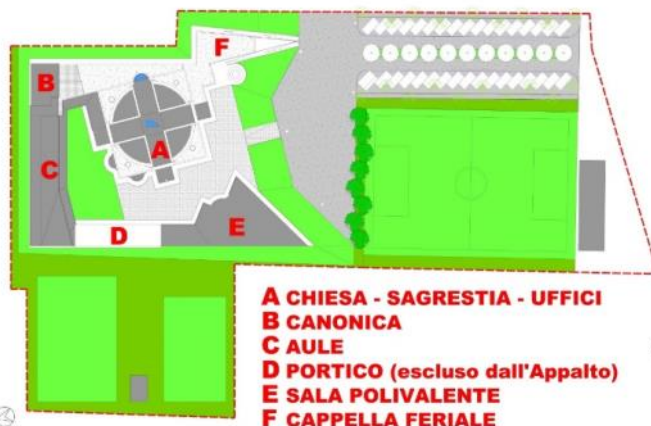 F
B
A
C
D
E
A CHIESA - SAGRESTIA - UFFICI
B CANONICA
C AULE
D PORTICO (escluso dall'Appalto)
E SALA POLIVALENTE
F CAPPELLA FERIALE